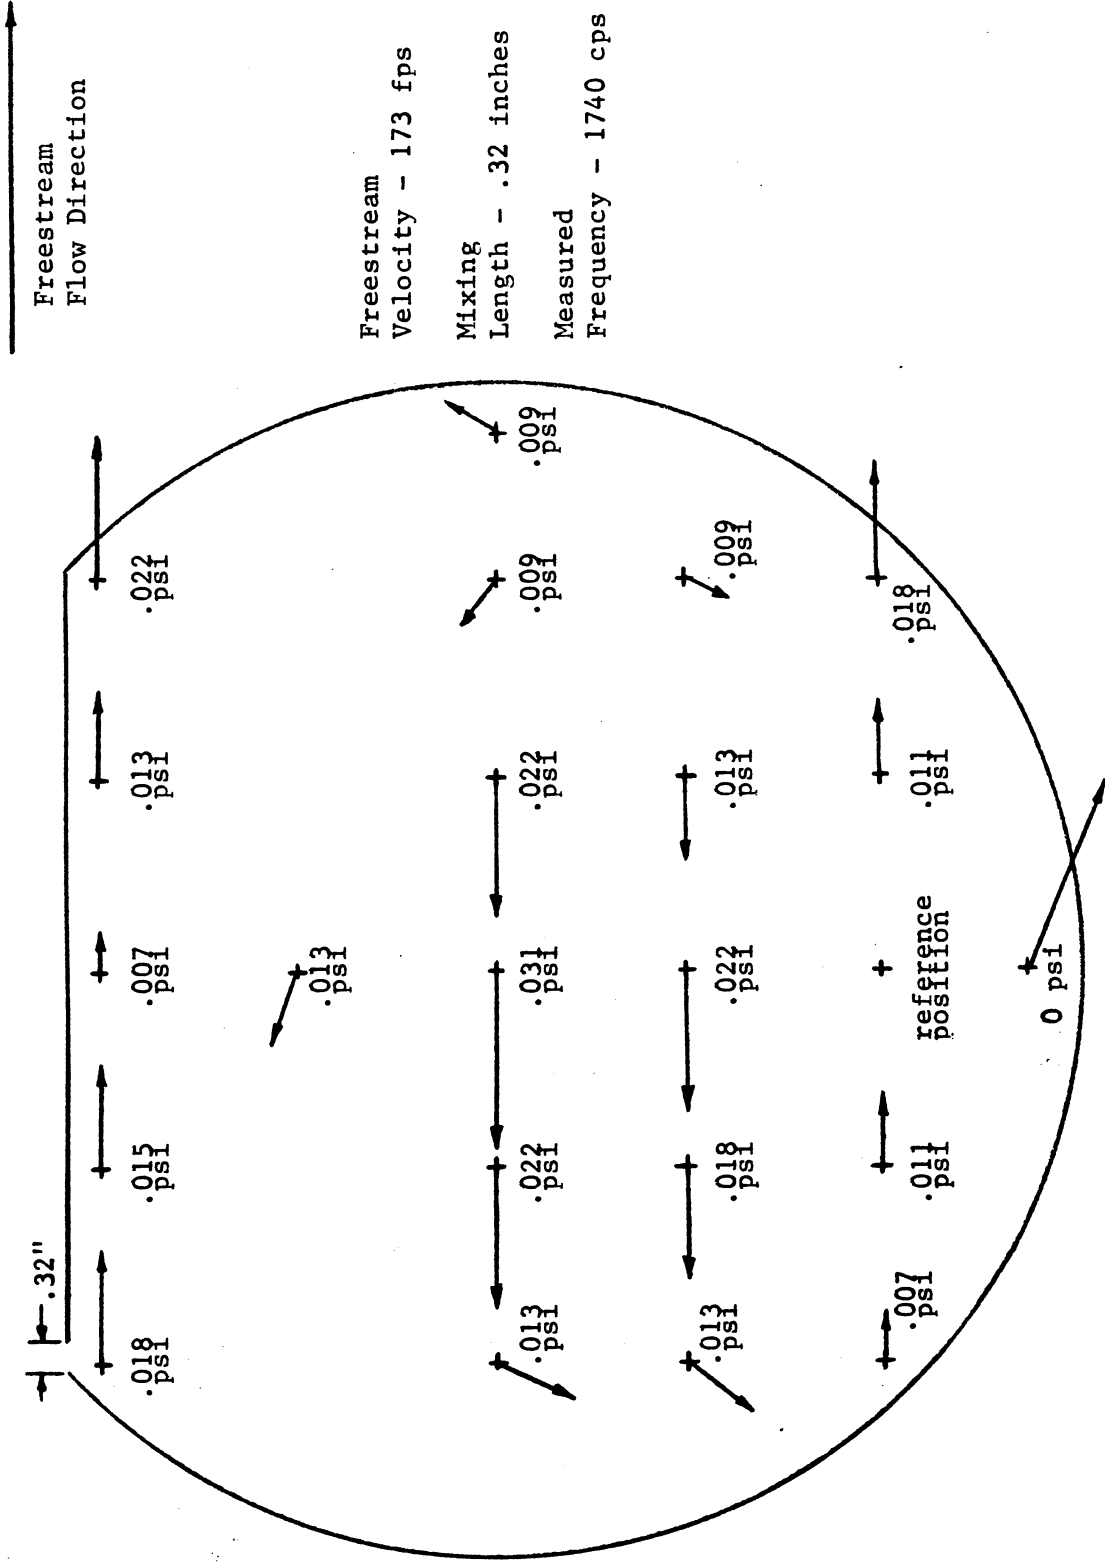 Freestream
Flow Direction
Freestream
Velocity - 173 fps
Mixing
Length - .32 inches
Measured
Frequency - 1740 cps
.32"
.018
psi
.015
psi
.007
psi
.013
psi
.022
psi
.013
psi
.013
psi
.022
psi
.031
psi
.022
psi
.009
psi
.009
psi
.013
psi
.018
psi
.022
psi
.013
psi
.009
psi
.007
psi
.011
psi
reference
position
.011
psi
.018
psi
0 psi